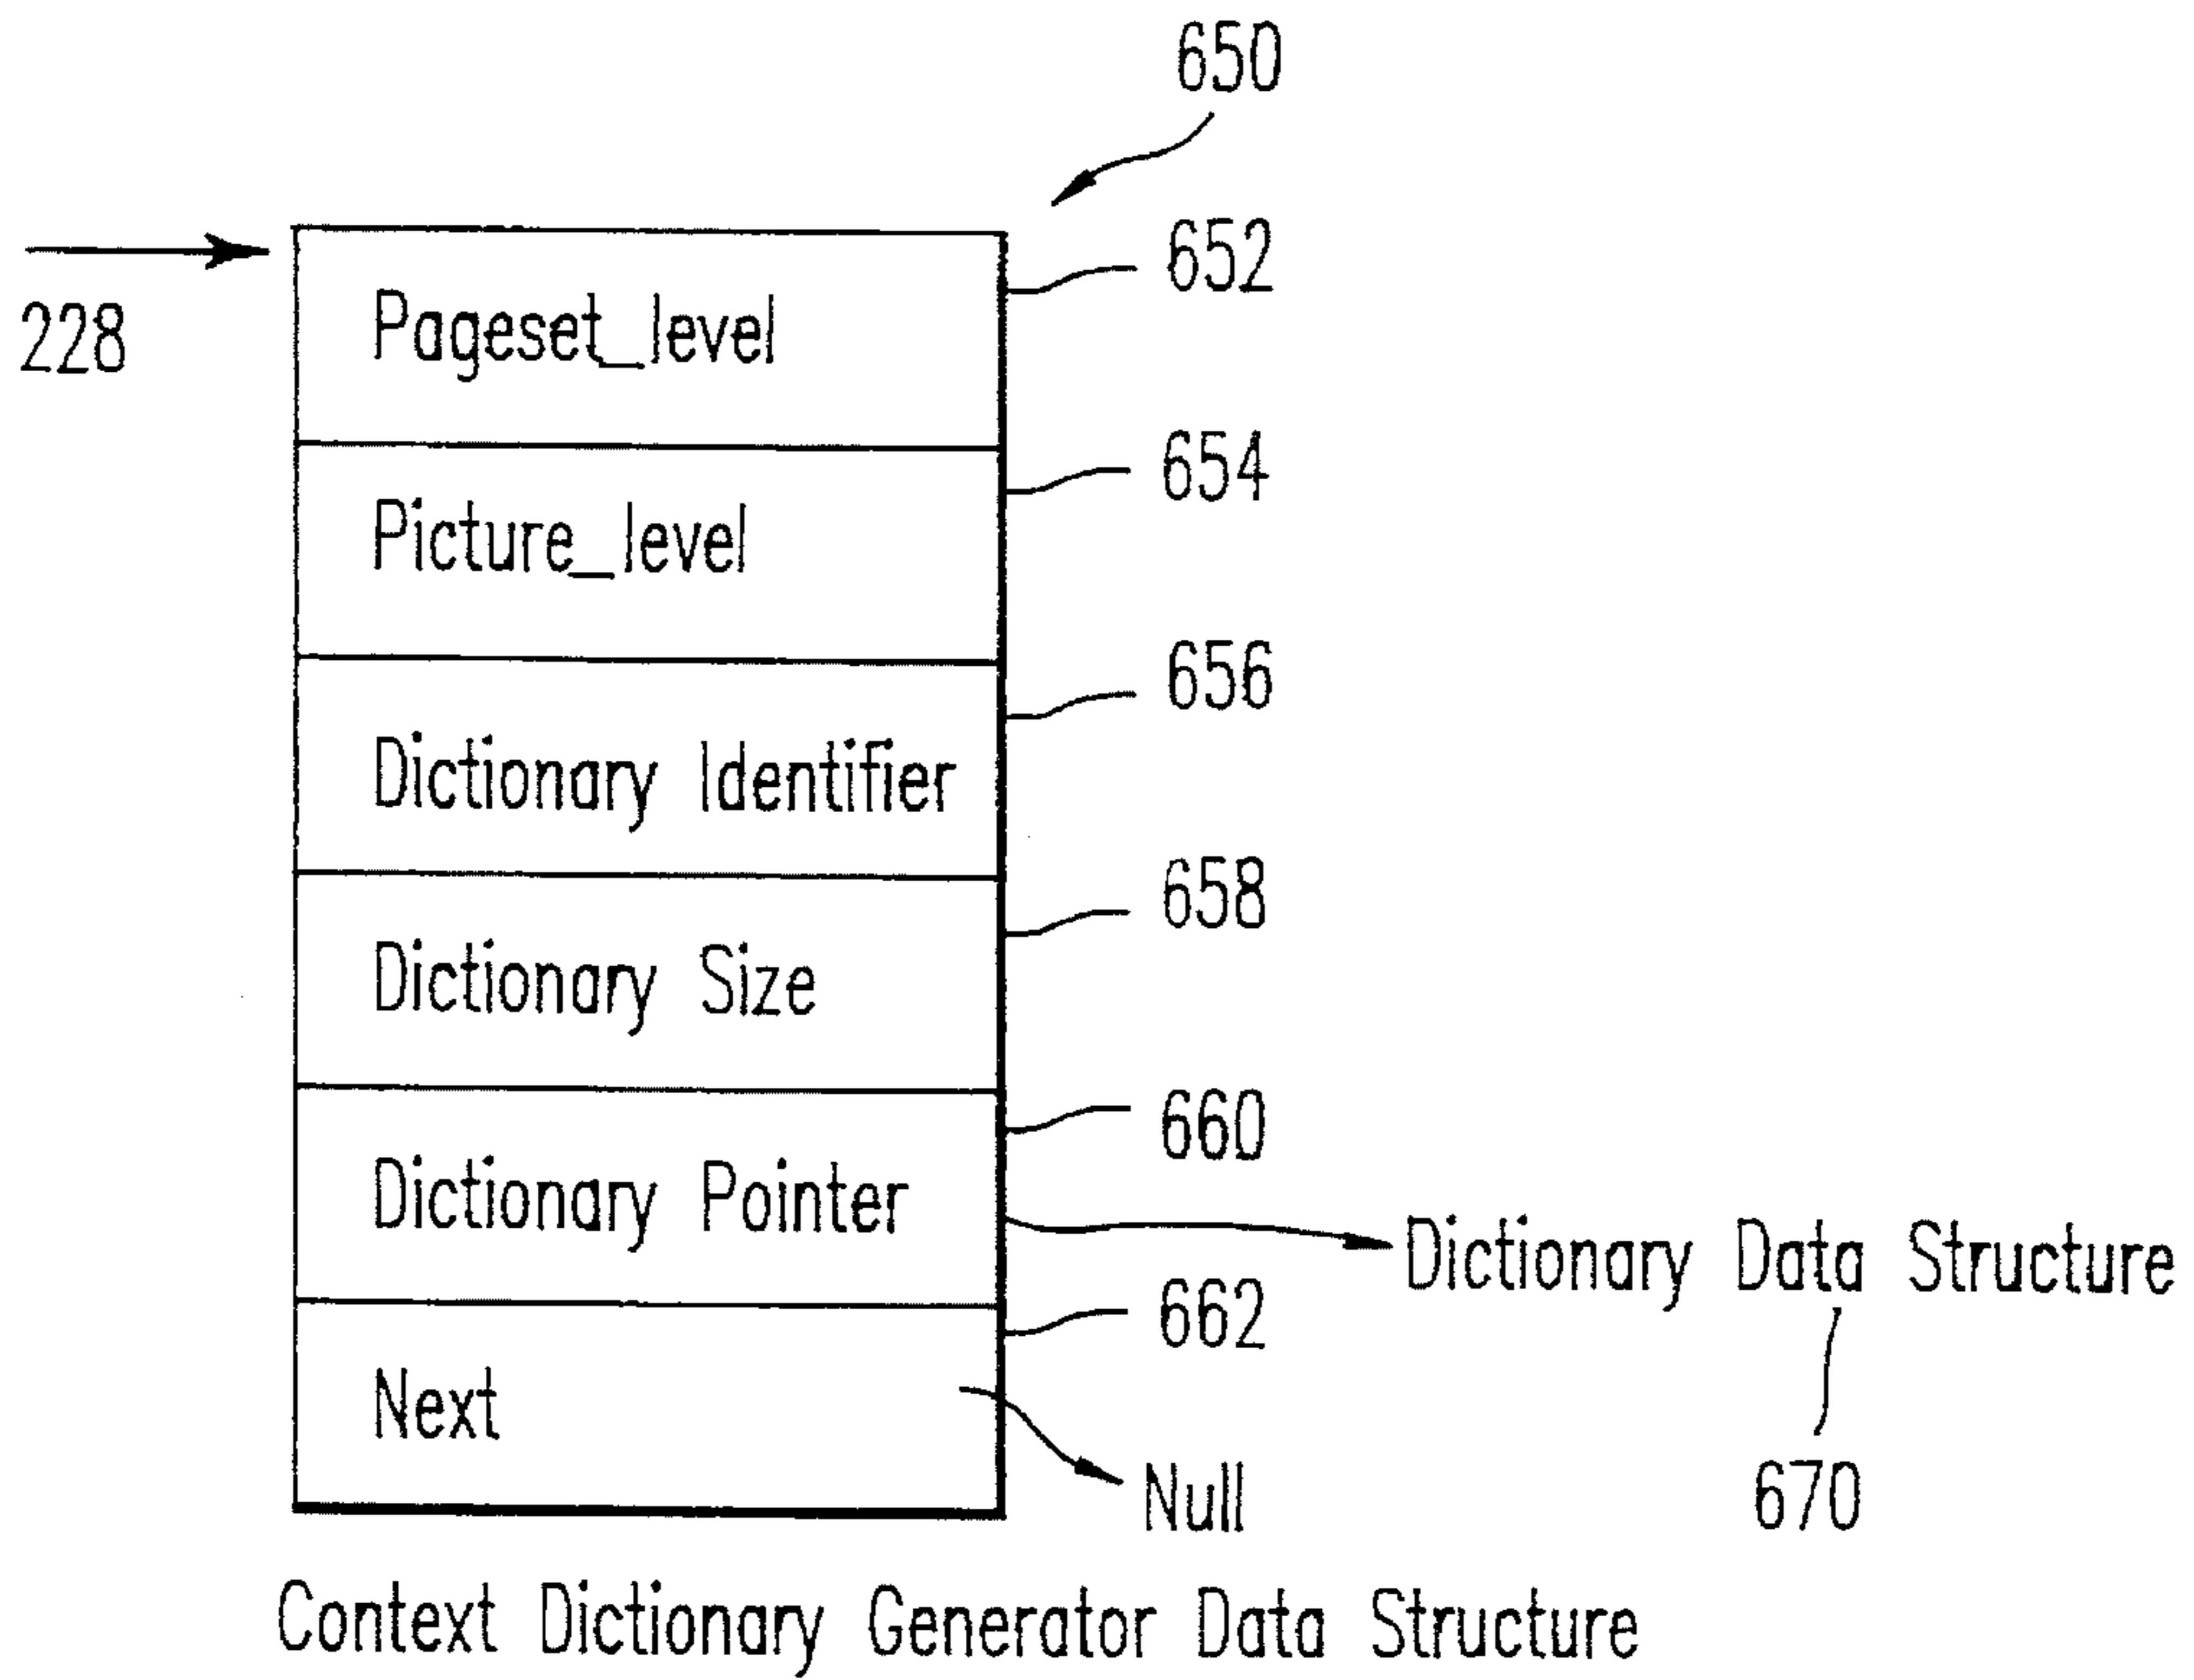 650
652
228
Pageset_level
654
Picture_level
656
Dictionary Identifier
658
Dictionary Size
660
Dictionary Pointer
Dictionary Data Structure
662
Next
Null
670
Context Dictionary Generator Data Structure